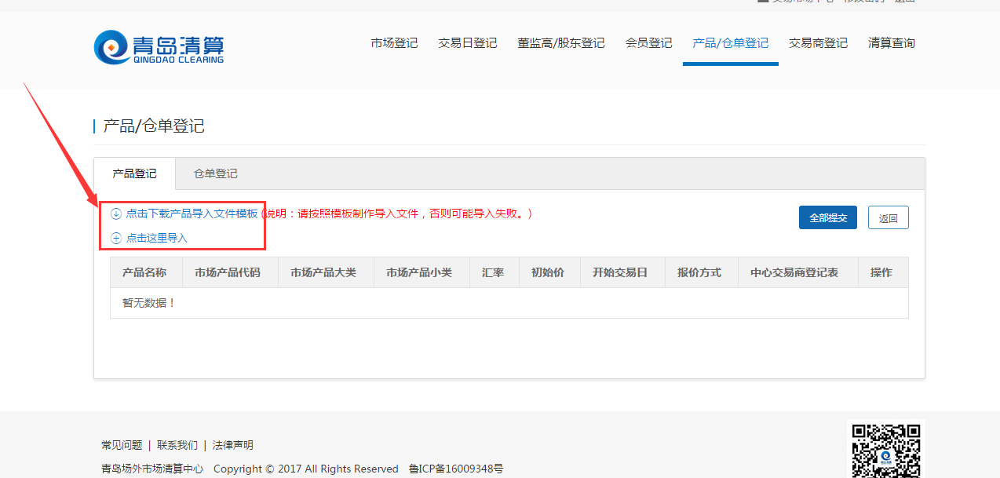 青岛清算
QINGDAO CLEARING
市场登记 交易日登记 董监高/股东登记 会员登记 产品/仓单登记 交易商登记 清算查询
产品/仓单登记
产品登记 仓单登记
点击下载产品导入文件模板 (说明：请按照模板制作导入文件，否则可能导入失败。)
全部提交 返回
点击这里导入
产品名称 市场产品代码 市场产品大类 市场产品小类 汇率 初始价 开始交易日 报价方式 中心交易商登记表 操作
暂无数据！
常见问题 | 联系我们 | 法律声明
青岛场外市场清算中心 Copyright © 2017 All Rights Reserved 鲁ICP备16009348号